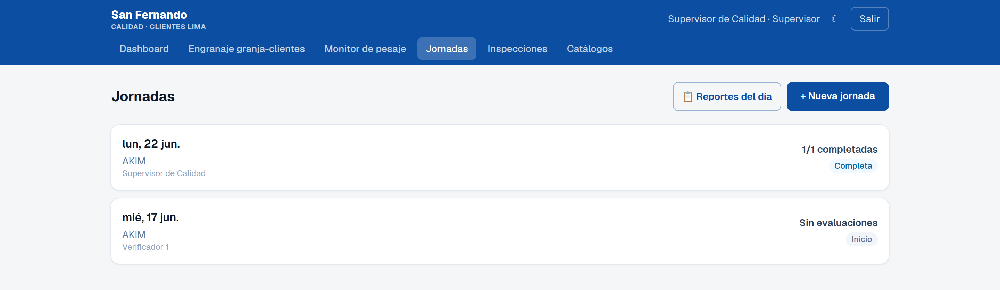 San Fernando
CALIDAD · CLIENTES LIMA
Supervisor de Calidad · Supervisor
Salir
Dashboard
Engranaje granja-clientes
Monitor de pesaje
Jornadas
Inspecciones
Catálogos
Jornadas
Reportes del día
+ Nueva jornada
lun, 22 jun.
AKIM
Supervisor de Calidad
1/1 completadas
Completa
mié, 17 jun.
AKIM
Verificador 1
Sin evaluaciones
Inicio